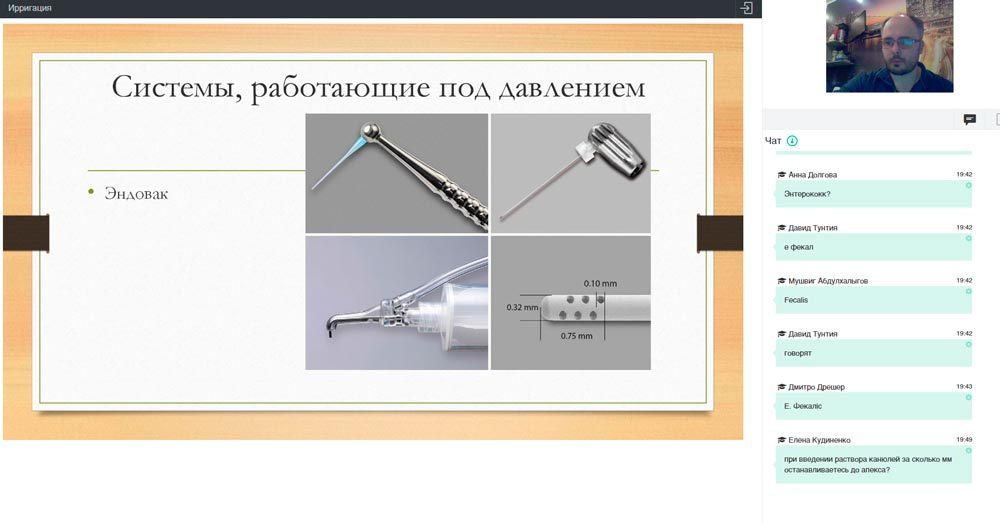 Ирригация
Системы, работающие под давлением
Эндовак
0.10 mm
0.32 mm
0.75 mm
Чат
Анна Долгова 19:42
Энтерококк?
Давид Тунтия 19:42
е фекал
Мушвиг Абдулхалыгов 19:42
Fecalis
Давид Тунтия 19:42
говорят
Дмитро Дрешер 19:43
Е. Фекаліс
Елена Кудиненко 19:49
при введении раствора канюлей за сколько мм
останавливаетесь до апекса?